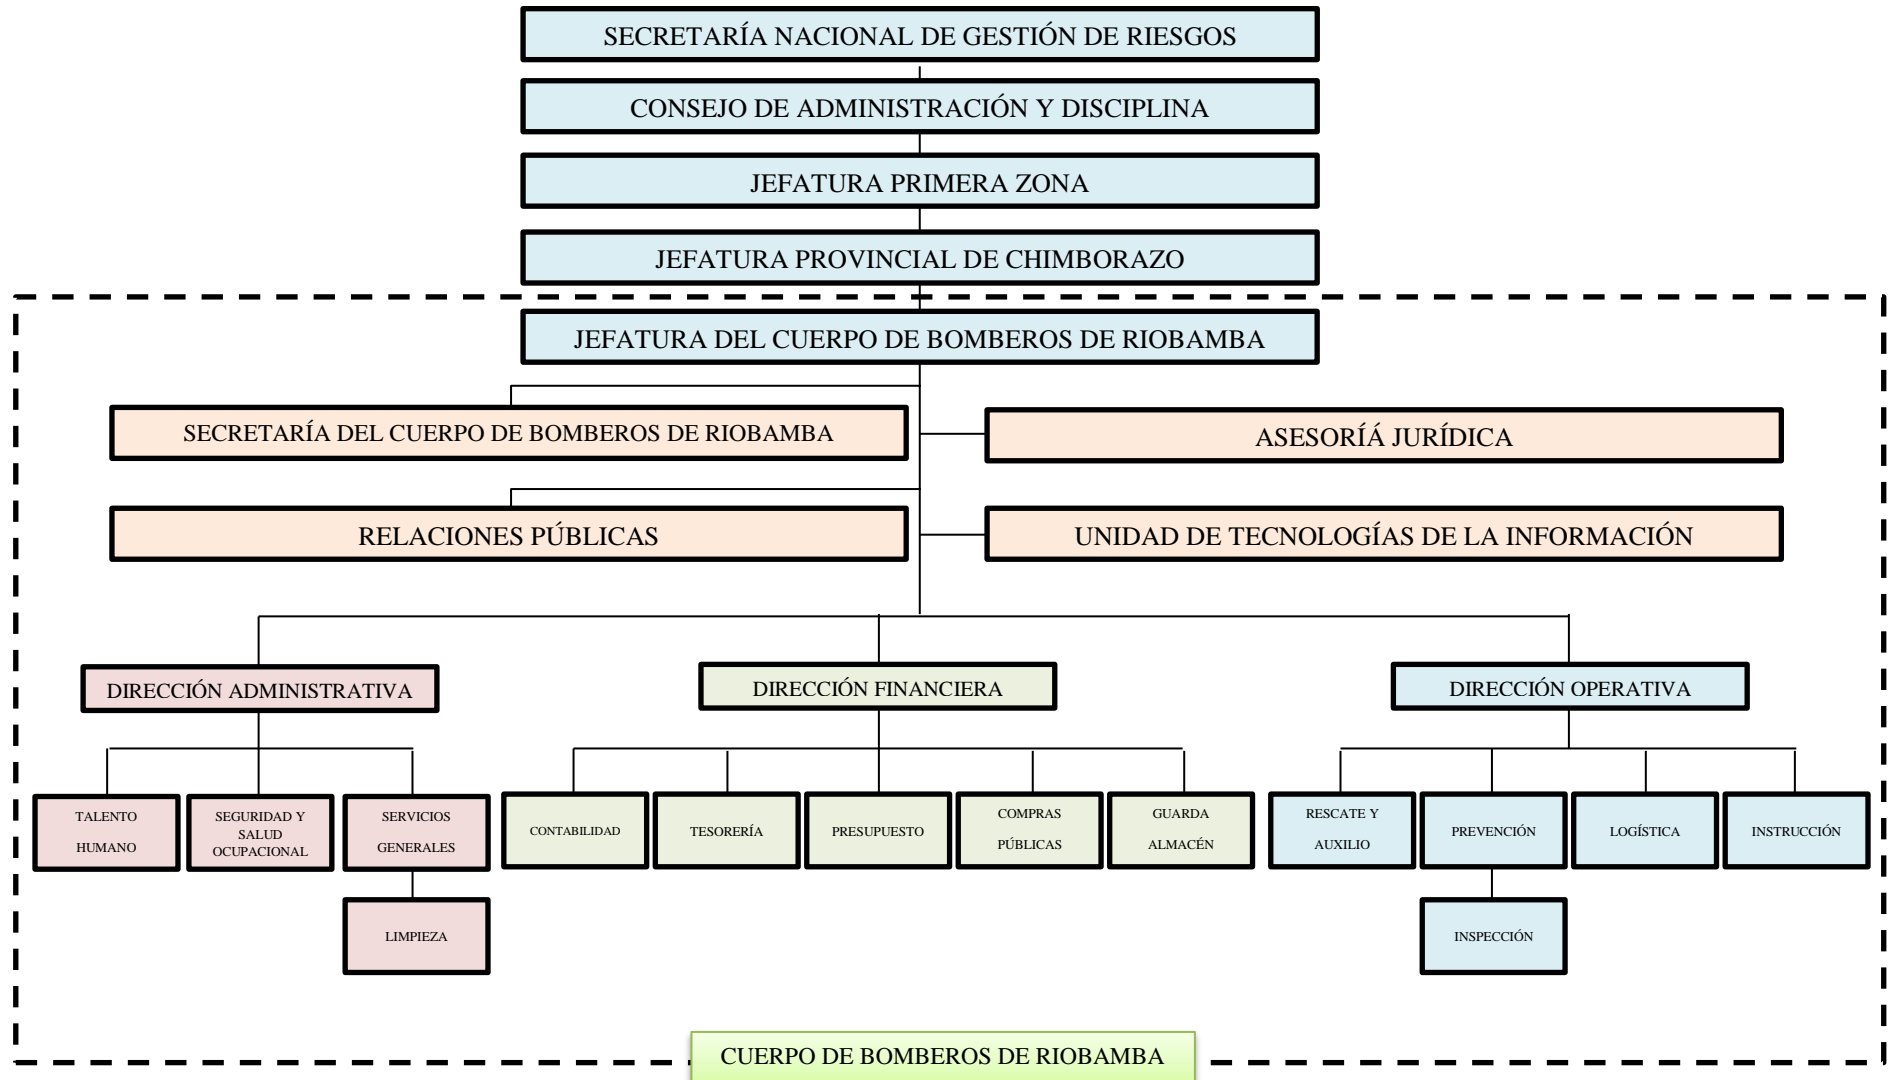 SECRETARÍA NACIONAL DE GESTIÓN DE RIESGOS
CONSEJO DE ADMINISTRACIÓN Y DISCIPLINA
JEFATURA PRIMERA ZONA
JEFATURA PROVINCIAL DE CHIMBORAZO
JEFATURA DEL CUERPO DE BOMBEROS DE RIOBAMBA
SECRETARÍA DEL CUERPO DE BOMBEROS DE RIOBAMBA
ASESORÍÁ JURÍDICA
RELACIONES PÚBLICAS
UNIDAD DE TECNOLOGÍAS DE LA INFORMACIÓN
DIRECCIÓN ADMINISTRATIVA
DIRECCIÓN FINANCIERA
DIRECCIÓN OPERATIVA
TALENTO
HUMANO
SEGURIDAD Y
SALUD
OCUPACIONAL
SERVICIOS
GENERALES
CONTABILIDAD
TESORERÍA
PRESUPUESTO
COMPRAS
PÚBLICAS
GUARDA
ALMACÉN
RESCATE Y
AUXILIO
PREVENCIÓN
LOGÍSTICA
INSTRUCCIÓN
LIMPIEZA
INSPECCIÓN
CUERPO DE BOMBEROS DE RIOBAMBA